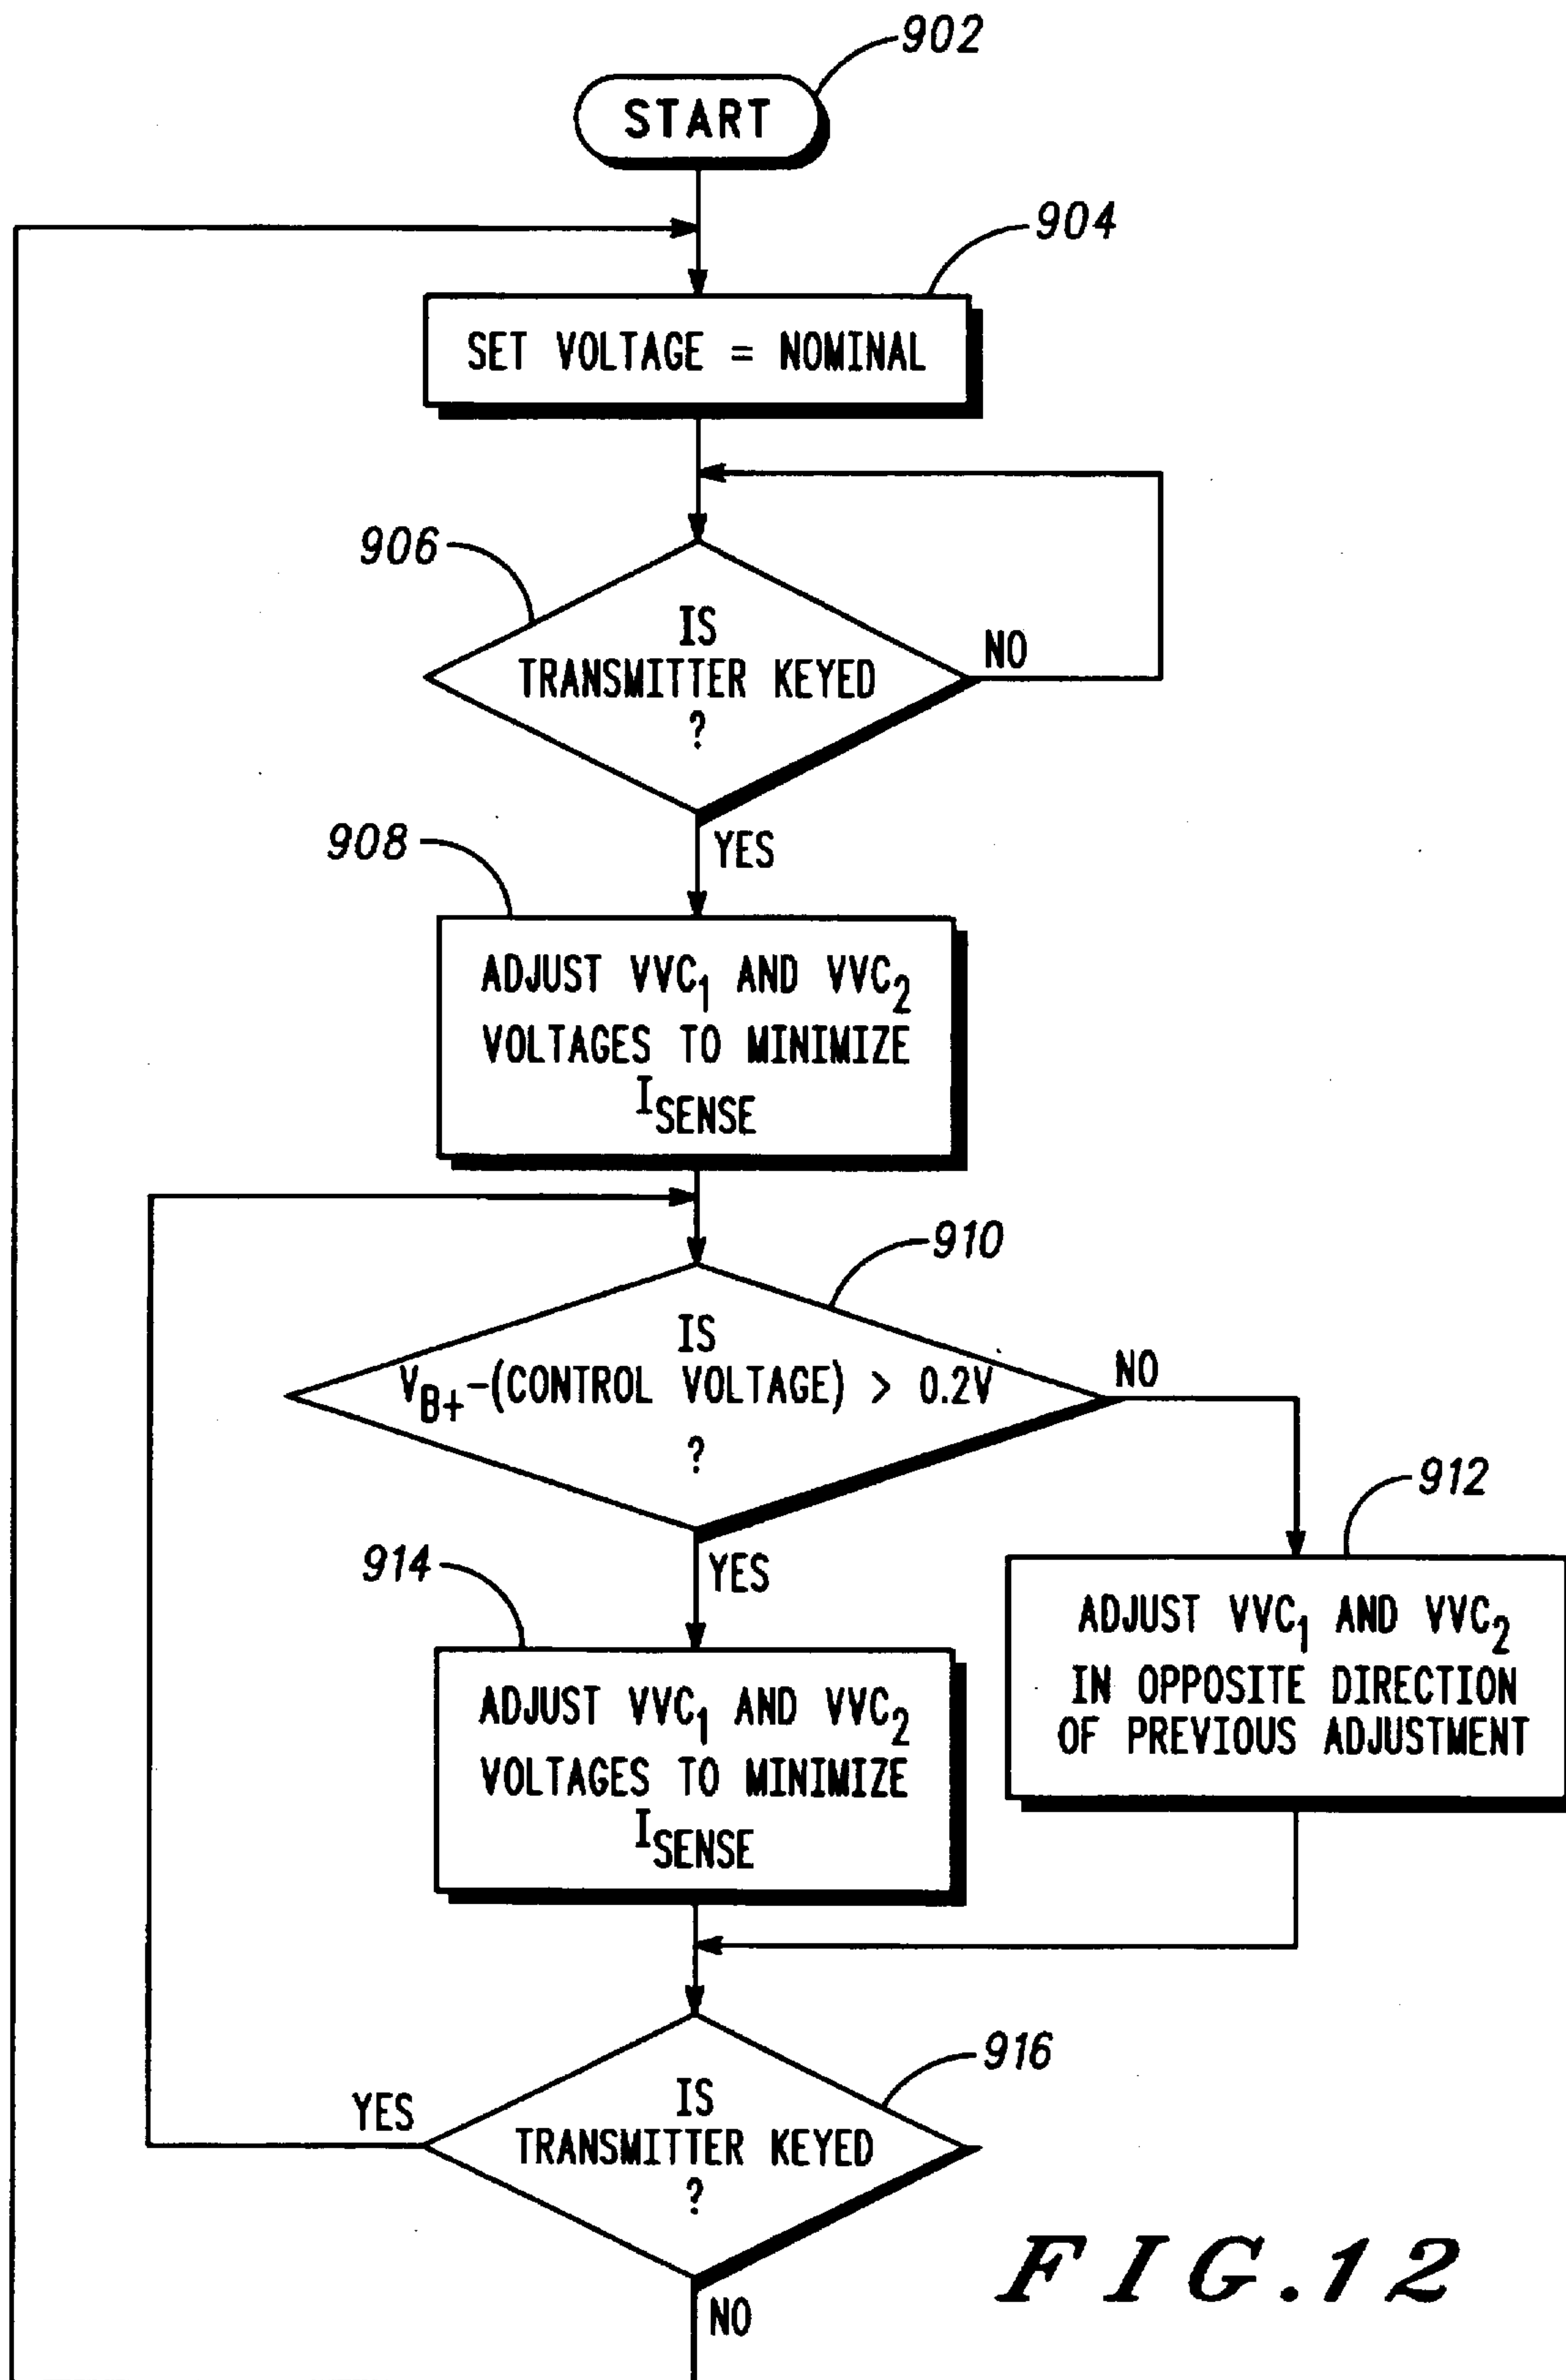 902
START
904
SET VOLTAGE = NOMINAL
906
IS
TRANSMITTER KEYED
?
NO
YES
908
ADJUST VVC1 AND VVC2
VOLTAGES TO MINIMIZE
ISENSE
910
IS
VB+-(CONTROL VOLTAGE) > 0.2V
?
NO
YES
912
ADJUST VVC1 AND VVC2
IN OPPOSITE DIRECTION
OF PREVIOUS ADJUSTMENT
914
ADJUST VVC1 AND VVC2
VOLTAGES TO MINIMIZE
ISENSE
916
IS
TRANSMITTER KEYED
?
YES
NO
FIG.12